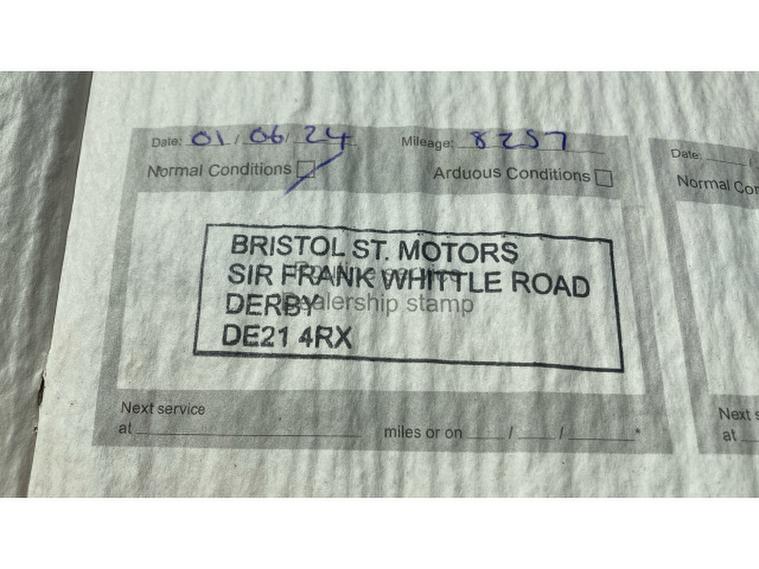 Date: 01 / 06 / 24 Mileage: 8257 Date: /
Normal Conditions Arduous Conditions Normal Con
BRISTOL ST. MOTORS
SIR FRANK WHITTLE ROAD
DERBY
Dealership stamp
DE21 4RX
Next service Next s
at miles or on / / * at